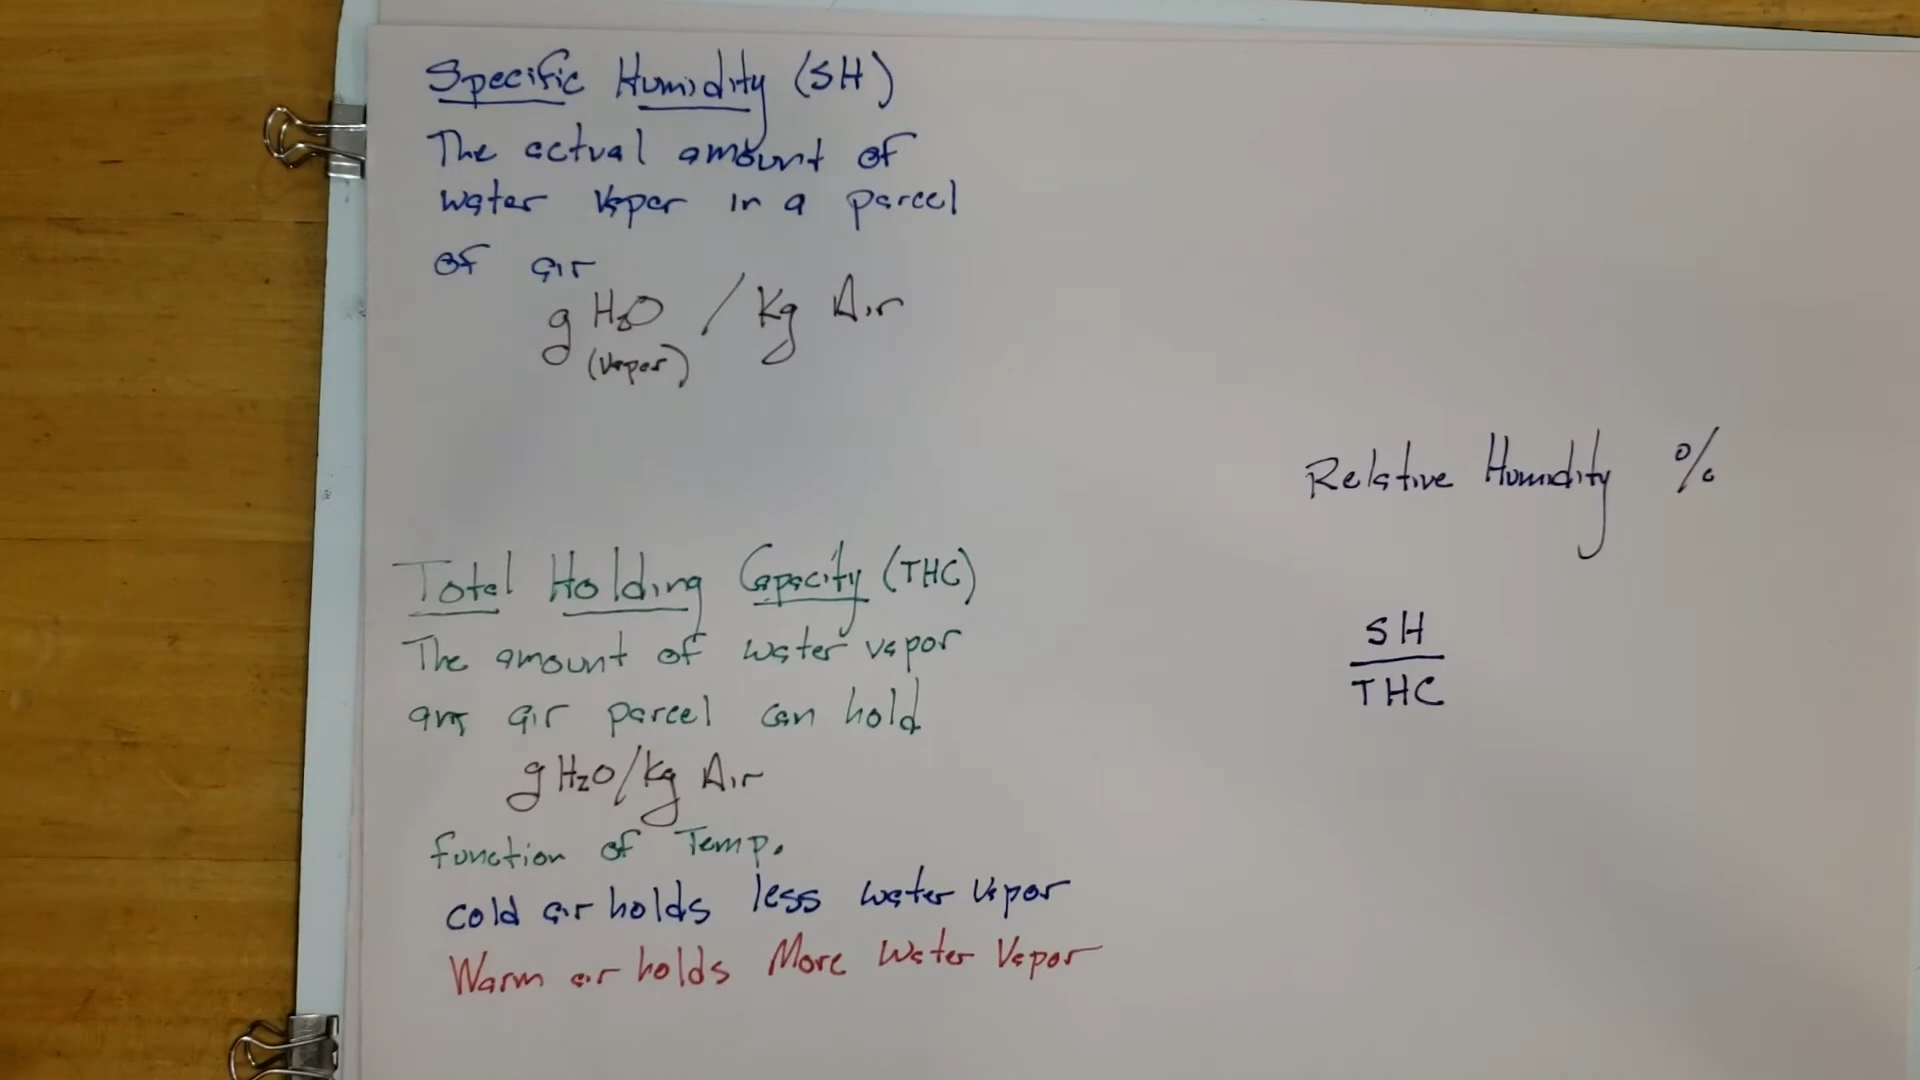 Specific Humidity (SH)
The actual amount of
water vapor in a parcel
of air
g H2O / Kg Air
(vapor)
Total Holding Capacity (THC)
The amount of water vapor
any air parcel can hold
g H2O/Kg Air
function of Temp.
cold air holds less water vapor
Warm air holds More Water Vapor
Relative Humidity %
SH
THC